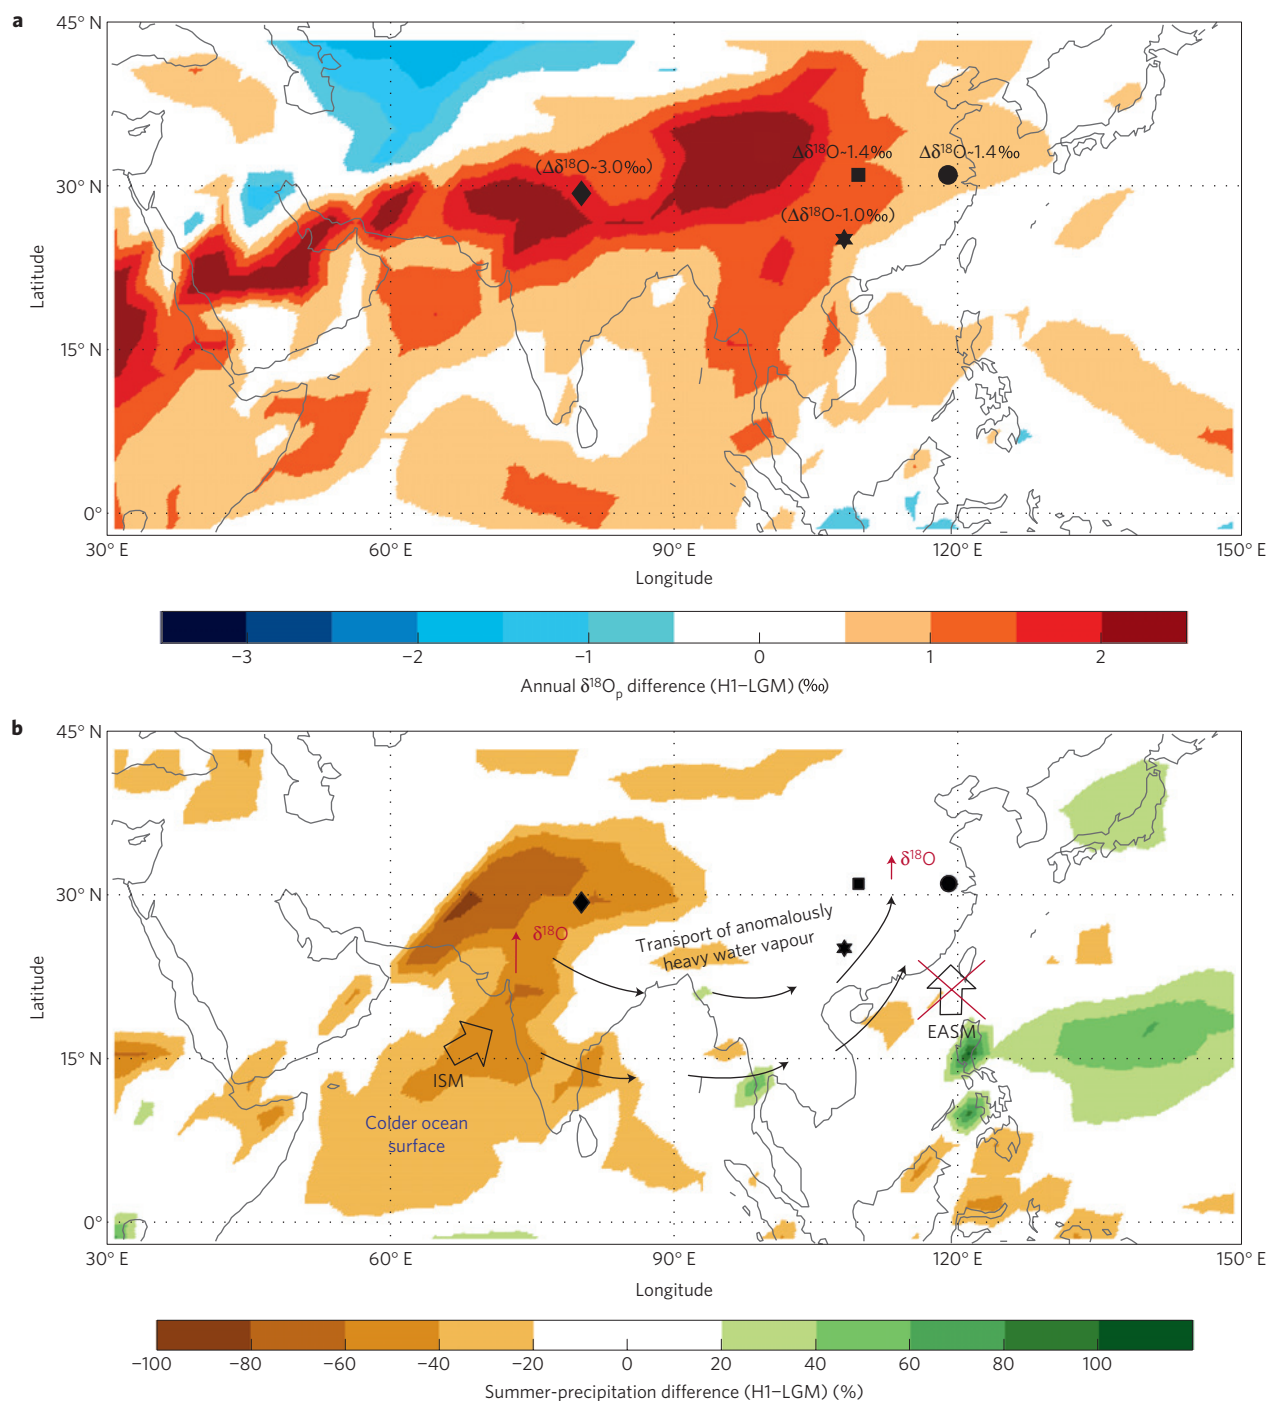 a
45° N
30° N
15° N
0°
Latitude
(Δδ¹⁸O~3.0‰)
Δδ¹⁸O~1.4‰
Δδ¹⁸O~1.4‰
(Δδ¹⁸O~1.0‰)
30° E
60° E
90° E
120° E
150° E
Longitude
−3
−2
−1
0
1
2
Annual δ¹⁸Oₚ difference (H1−LGM) (‰)
b
45° N
30° N
15° N
0°
Latitude
δ¹⁸O
δ¹⁸O
Transport of anomalously
heavy water vapour
ISM
EASM
Colder ocean
surface
30° E
60° E
90° E
120° E
150° E
Longitude
−100
−80
−60
−40
−20
0
20
40
60
80
100
Summer-precipitation difference (H1−LGM) (%)